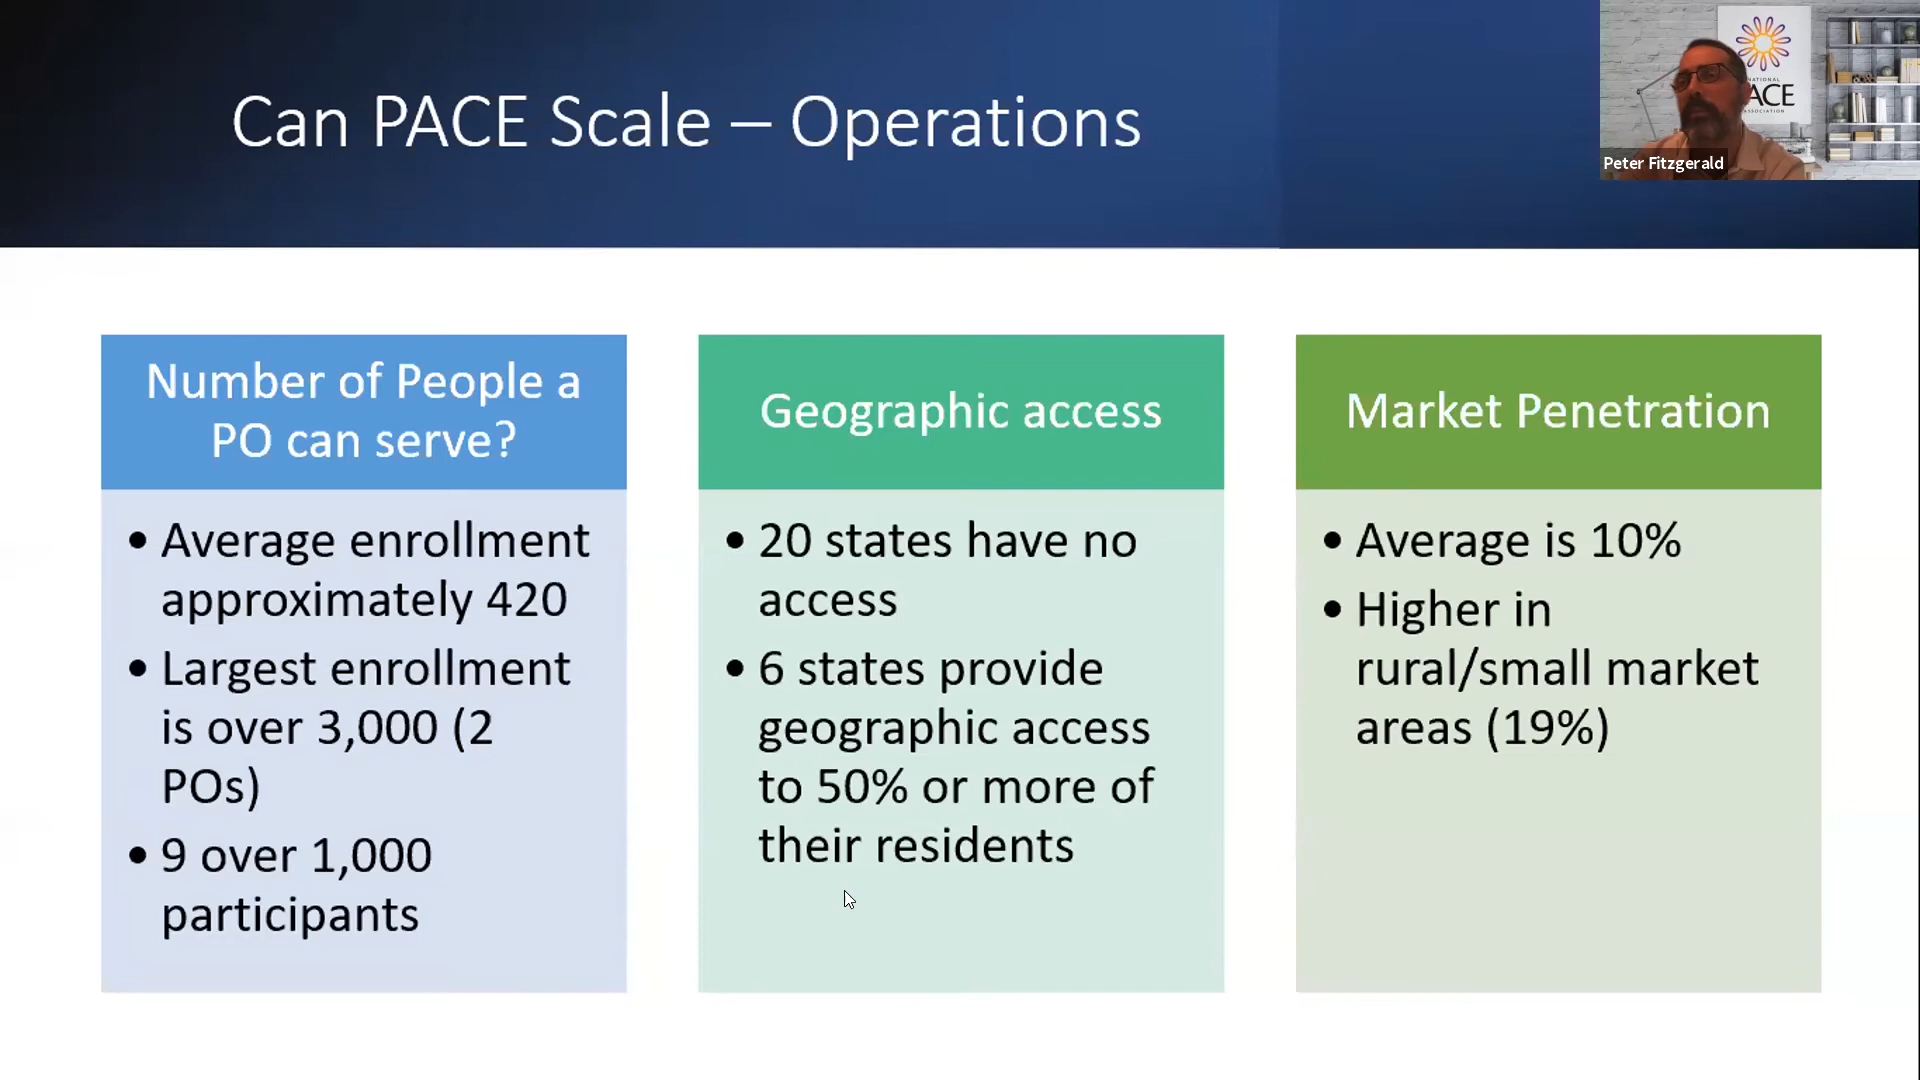 Can PACE Scale – Operations
NATIONAL
ACE
ASSOCIATION
Peter Fitzgerald
Number of People a
PO can serve?
• Average enrollment
approximately 420
• Largest enrollment
is over 3,000 (2
POs)
• 9 over 1,000
participants
Geographic access
• 20 states have no
access
• 6 states provide
geographic access
to 50% or more of
their residents
Market Penetration
• Average is 10%
• Higher in
rural/small market
areas (19%)